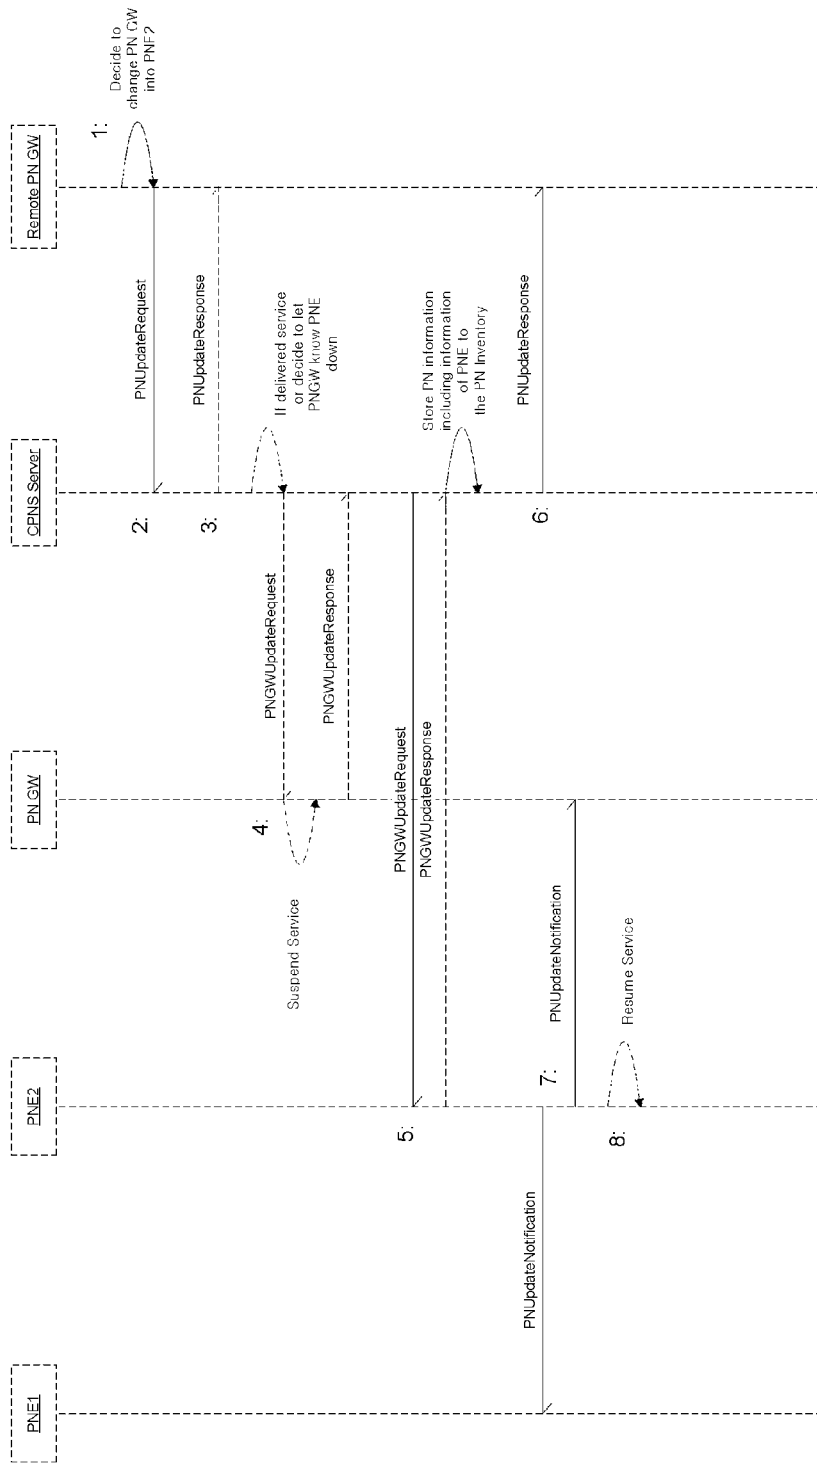 PNE1
PNE2
PN GW
CPNS Server
Remote PN GW
1:
Decide to
change PN GW
into PNE2
2:
PNUpdateRequest
3:
PNUpdateResponse
If delivered service
or decide to let
PNGW know PNE
down
PNGWUpdateRequest
4:
Suspend Service
PNGWUpdateResponse
5:
PNGWUpdateRequest
PNGWUpdateResponse
Store PN information
including information
of PNE to
the PN Inventory
6:
PNUpdateResponse
7:
PNUpdateNotification
PNUpdateNotification
8:
Resume Service